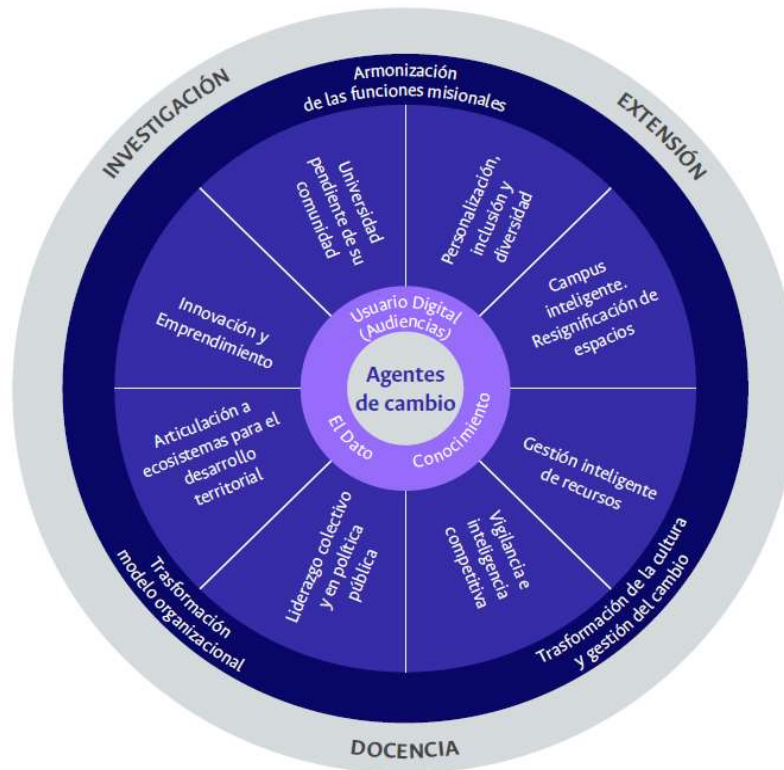 INVESTIGACIÓN
EXTENSIÓN
Armonización
de las funciones misionales
Universidad
pendiente de su
comunidad
Personalización,
inclusión y
diversidad
Innovación y
Emprendimiento
Campus
inteligente.
Resignificación de
espacios
Usuario Digital
(Audiencias)
Agentes
de cambio
El Dato
Conocimiento
Articulación a
ecosistemas para el
desarrollo
territorial
Gestión inteligente
de recursos
Liderazgo colectivo
y en política
pública
Vigilancia e
inteligencia
competitiva
Trasformación
modelo organizacional
Trasformación de la cultura
y gestión del cambio
DOCENCIA